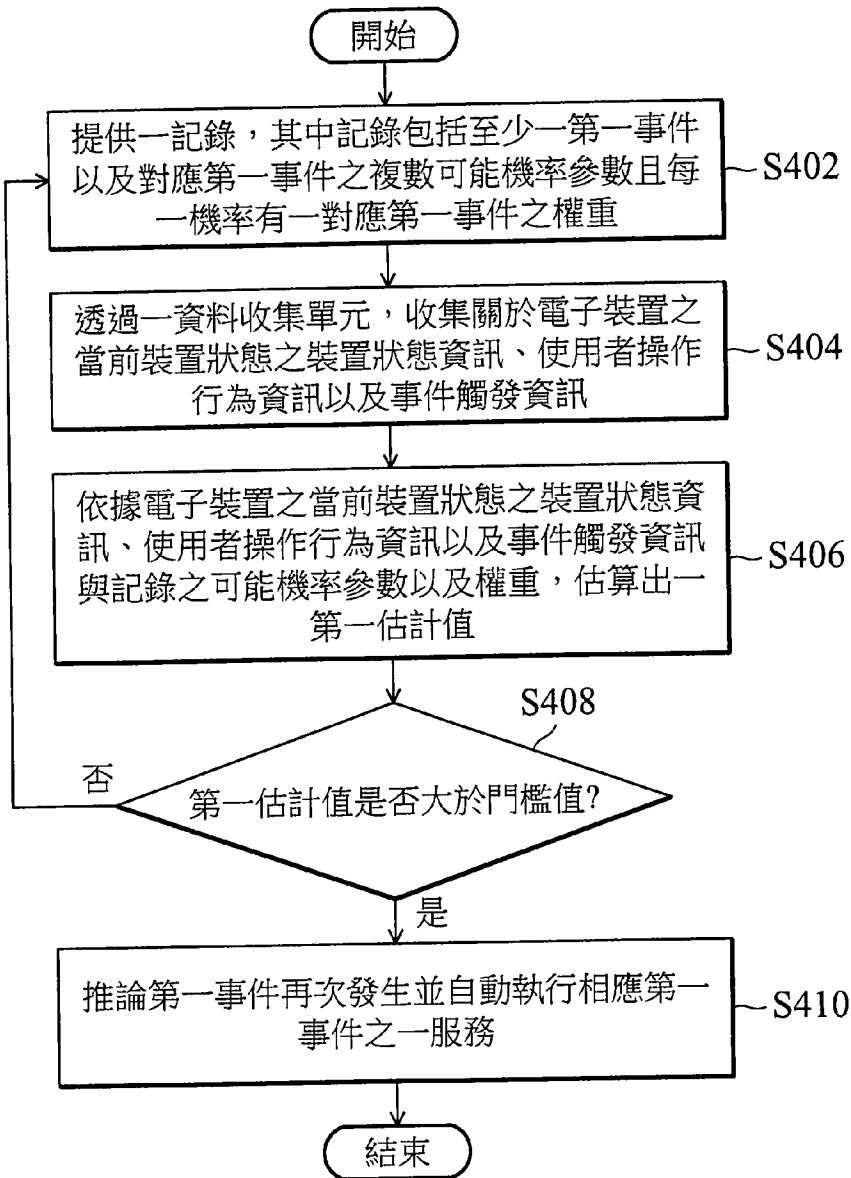 開始
提供一記錄，其中記錄包括至少一第一事件
以及對應第一事件之複數可能機率參數且每
一機率有一對應第一事件之權重
S402
透過一資料收集單元，收集關於電子裝置之
當前裝置狀態之裝置狀態資訊、使用者操作
行為資訊以及事件觸發資訊
S404
依據電子裝置之當前裝置狀態之裝置狀態資
訊、使用者操作行為資訊以及事件觸發資訊
與記錄之可能機率參數以及權重，估算出一
第一估計值
S406
S408
否
第一估計值是否大於門檻值?
是
推論第一事件再次發生並自動執行相應第一
事件之一服務
S410
結束